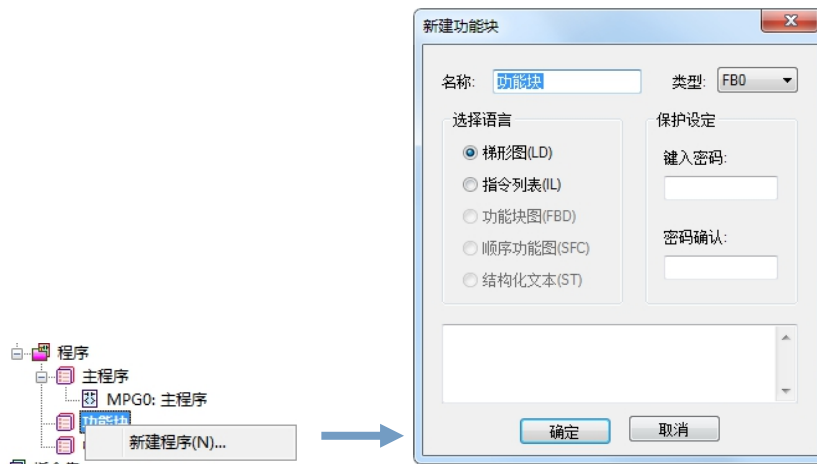 新建功能块
名称: 功能块 类型: FB0
选择语言 保护设定
梯形图(LD)
键入密码:
指令列表(IL)
功能块图(FBD)
密码确认:
顺序功能图(SFC)
结构化文本(ST)
程序
主程序
MPG0: 主程序
功能块
新建程序(N)...
确定 取消